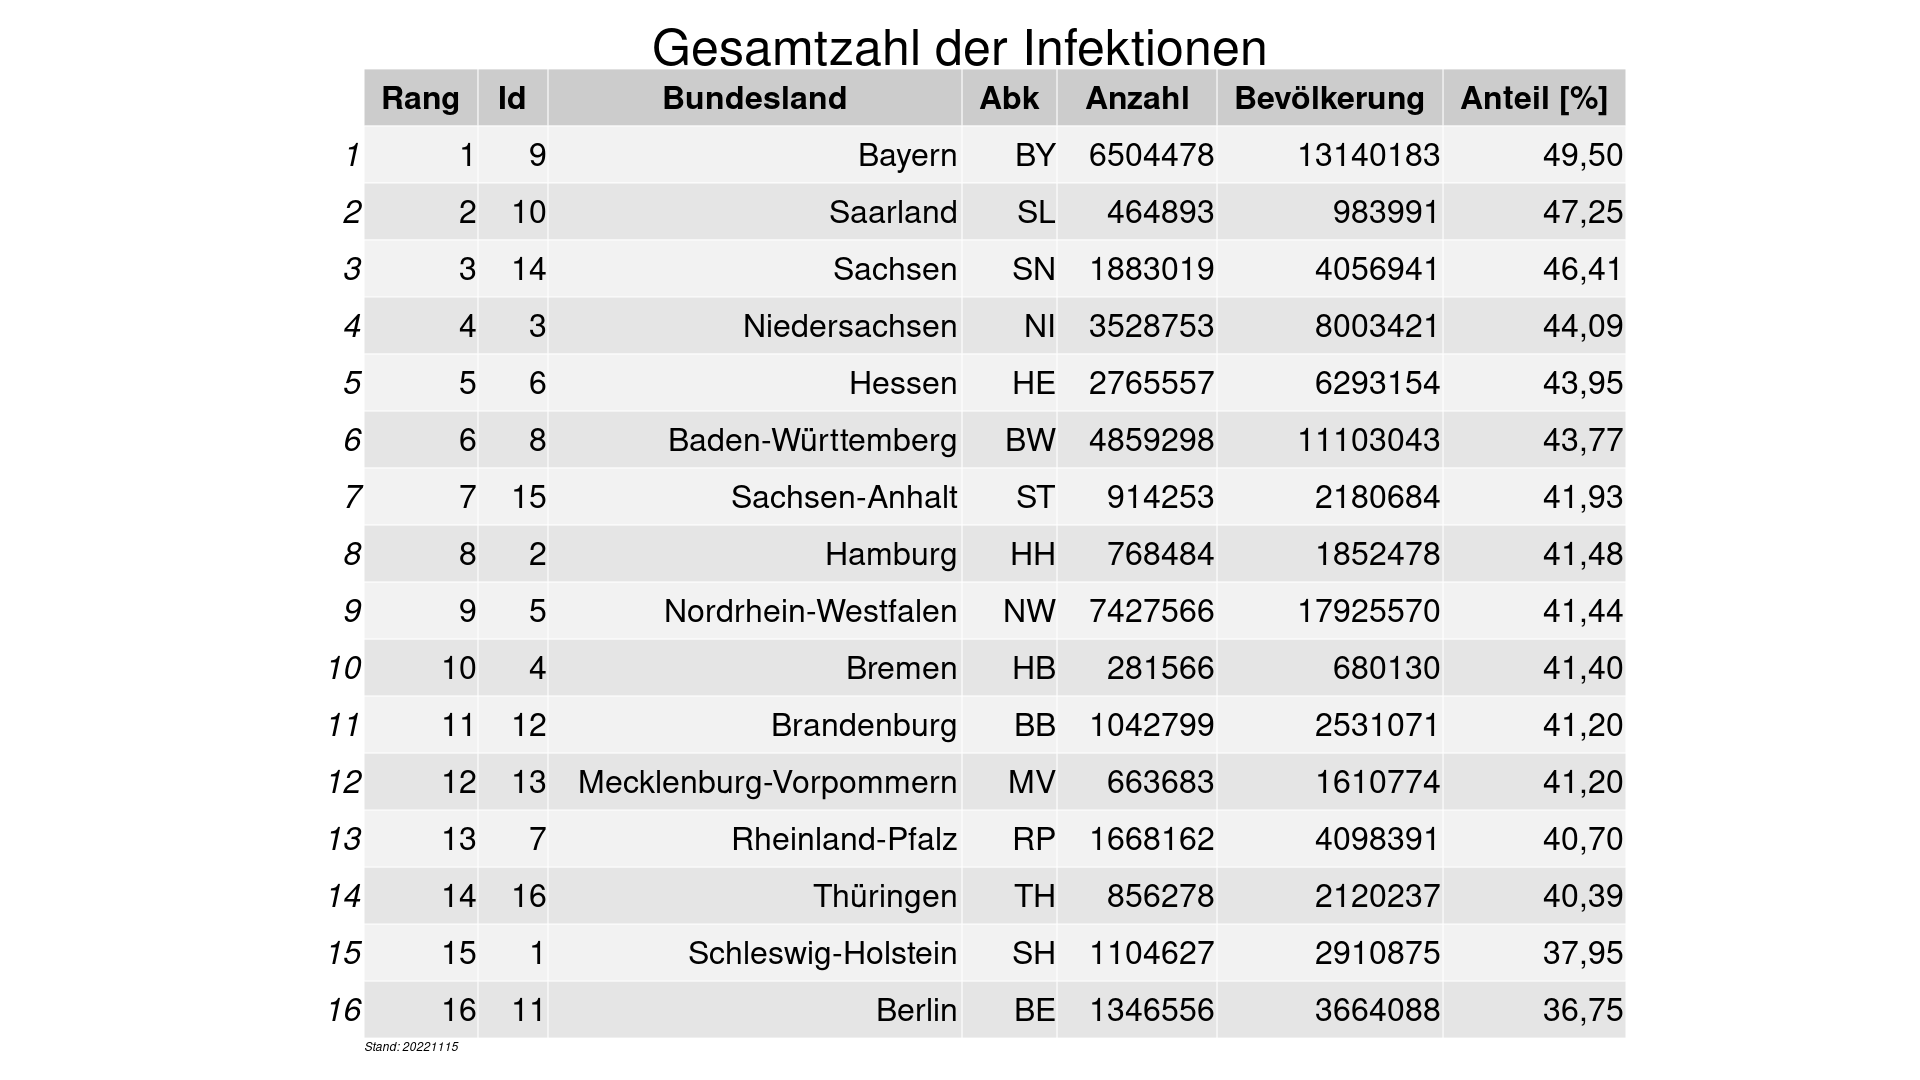 Gesamtzahl der Infektionen
Rang Id Bundesland Abk Anzahl Bevölkerung Anteil [%]
1 1 9 Bayern BY 6504478 13140183 49,50
2 2 10 Saarland SL 464893 983991 47,25
3 3 14 Sachsen SN 1883019 4056941 46,41
4 4 3 Niedersachsen NI 3528753 8003421 44,09
5 5 6 Hessen HE 2765557 6293154 43,95
6 6 8 Baden-Württemberg BW 4859298 11103043 43,77
7 7 15 Sachsen-Anhalt ST 914253 2180684 41,93
8 8 2 Hamburg HH 768484 1852478 41,48
9 9 5 Nordrhein-Westfalen NW 7427566 17925570 41,44
10 10 4 Bremen HB 281566 680130 41,40
11 11 12 Brandenburg BB 1042799 2531071 41,20
12 12 13 Mecklenburg-Vorpommern MV 663683 1610774 41,20
13 13 7 Rheinland-Pfalz RP 1668162 4098391 40,70
14 14 16 Thüringen TH 856278 2120237 40,39
15 15 1 Schleswig-Holstein SH 1104627 2910875 37,95
16 16 11 Berlin BE 1346556 3664088 36,75
Stand: 20221115